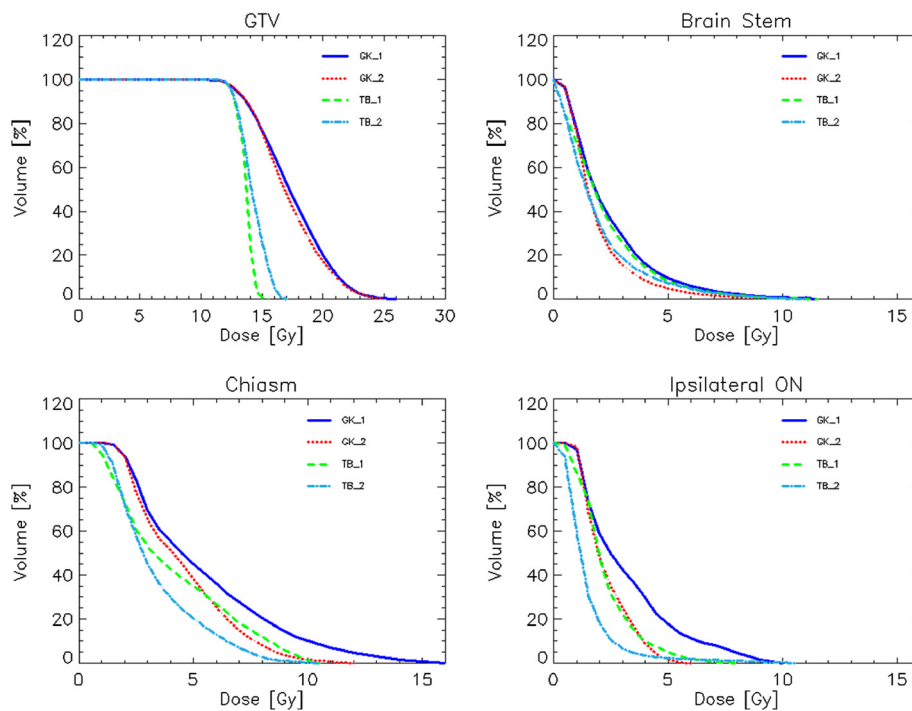 GTV
Volume [%]
120
100
80
60
40
20
0
0 5 10 15 20 25 30
Dose [Gy]
GK_1
GK_2
TB_1
TB_2
Brain Stem
Volume [%]
120
100
80
60
40
20
0
0 5 10 15
Dose [Gy]
GK_1
GK_2
TB_1
TB_2
Chiasm
Volume [%]
120
100
80
60
40
20
0
0 5 10 15
Dose [Gy]
GK_1
GK_2
TB_1
TB_2
Ipsilateral ON
Volume [%]
120
100
80
60
40
20
0
0 5 10 15
Dose [Gy]
GK_1
GK_2
TB_1
TB_2